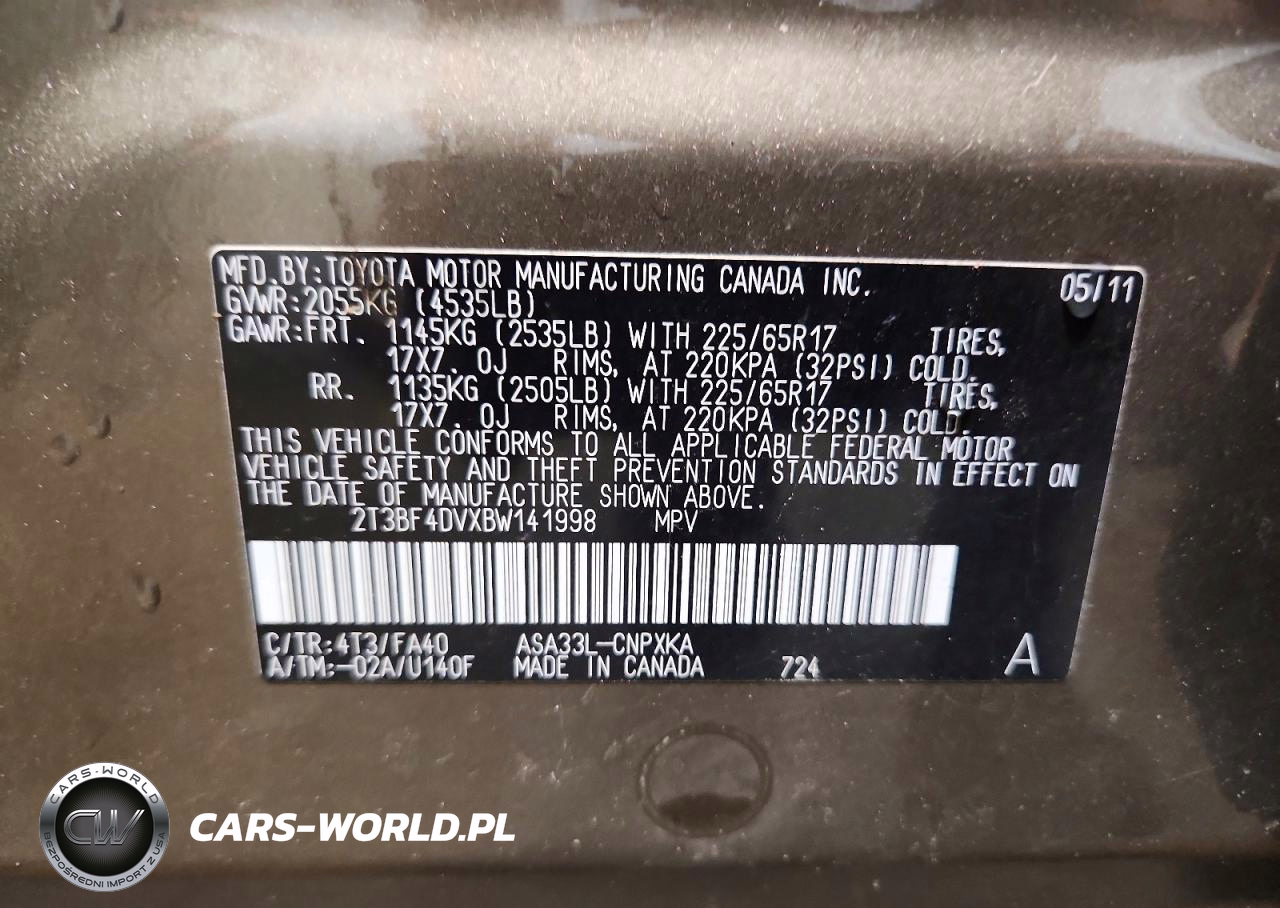 MFD.BY:TOYOTA MOTOR MANUFACTURING CANADA INC. 05/11
GVWR:2055KG (4535LB)
GAWR:FRT. 1145KG (2535LB) WITH 225/65R17 TIRES,
17X7. 0J RIMS, AT 220KPA (32PSI) COLD.
RR. 1135KG (2505LB) WITH 225/65R17 TIRES,
17X7. 0J RIMS, AT 220KPA (32PSI) COLD.
THIS VEHICLE CONFORMS TO ALL APPLICABLE FEDERAL MOTOR
VEHICLE SAFETY AND THEFT PREVENTION STANDARDS IN EFFECT ON
THE DATE OF MANUFACTURE SHOWN ABOVE.
2T3BF4DVXBW141998 MPV
C/TR:4T3/FA40 ASA33L-CNPXKA
A/TM:-02A/U140F MADE IN CANADA 724 A
CARS-WORLD
CW
BEZPOŚREDNI IMPORT Z USA
CARS-WORLD.PL